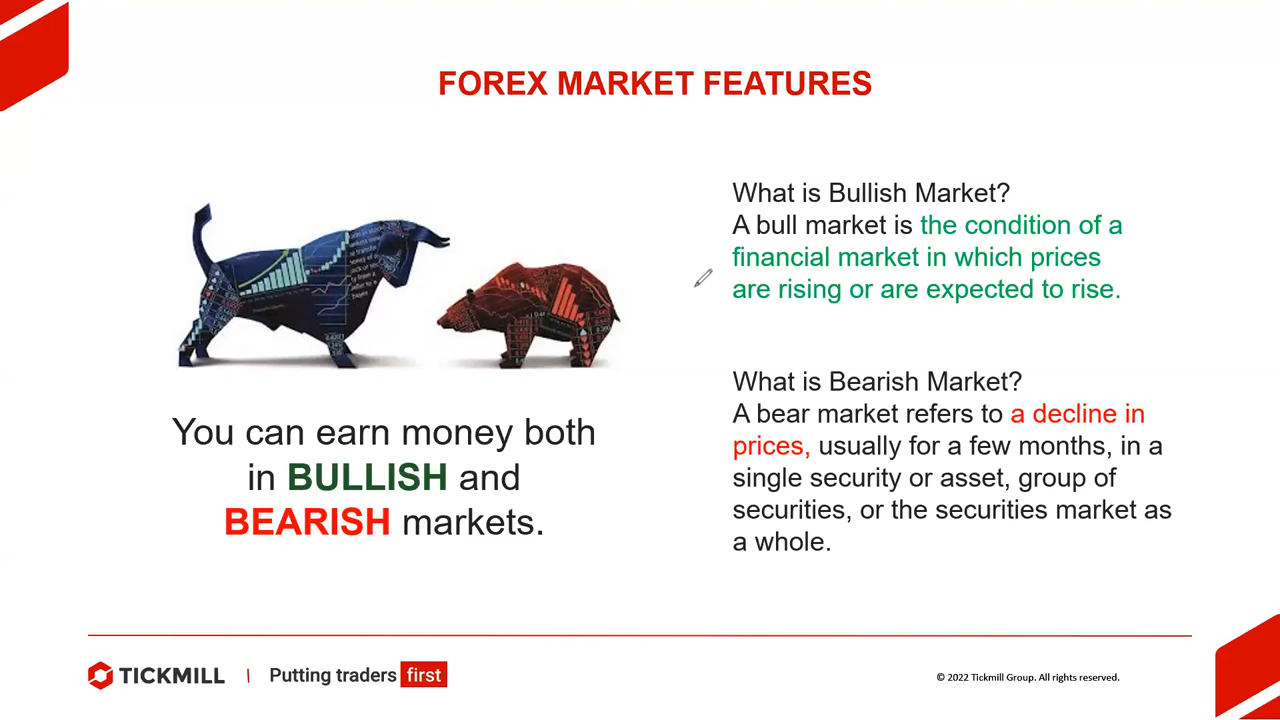 FOREX MARKET FEATURES
You can earn money both
in BULLISH and
BEARISH markets.
What is Bullish Market?
A bull market is the condition of a
financial market in which prices
are rising or are expected to rise.
What is Bearish Market?
A bear market refers to a decline in
prices, usually for a few months, in a
single security or asset, group of
securities, or the securities market as
a whole.
TICKMILL | Putting traders first
© 2022 Tickmill Group. All rights reserved.